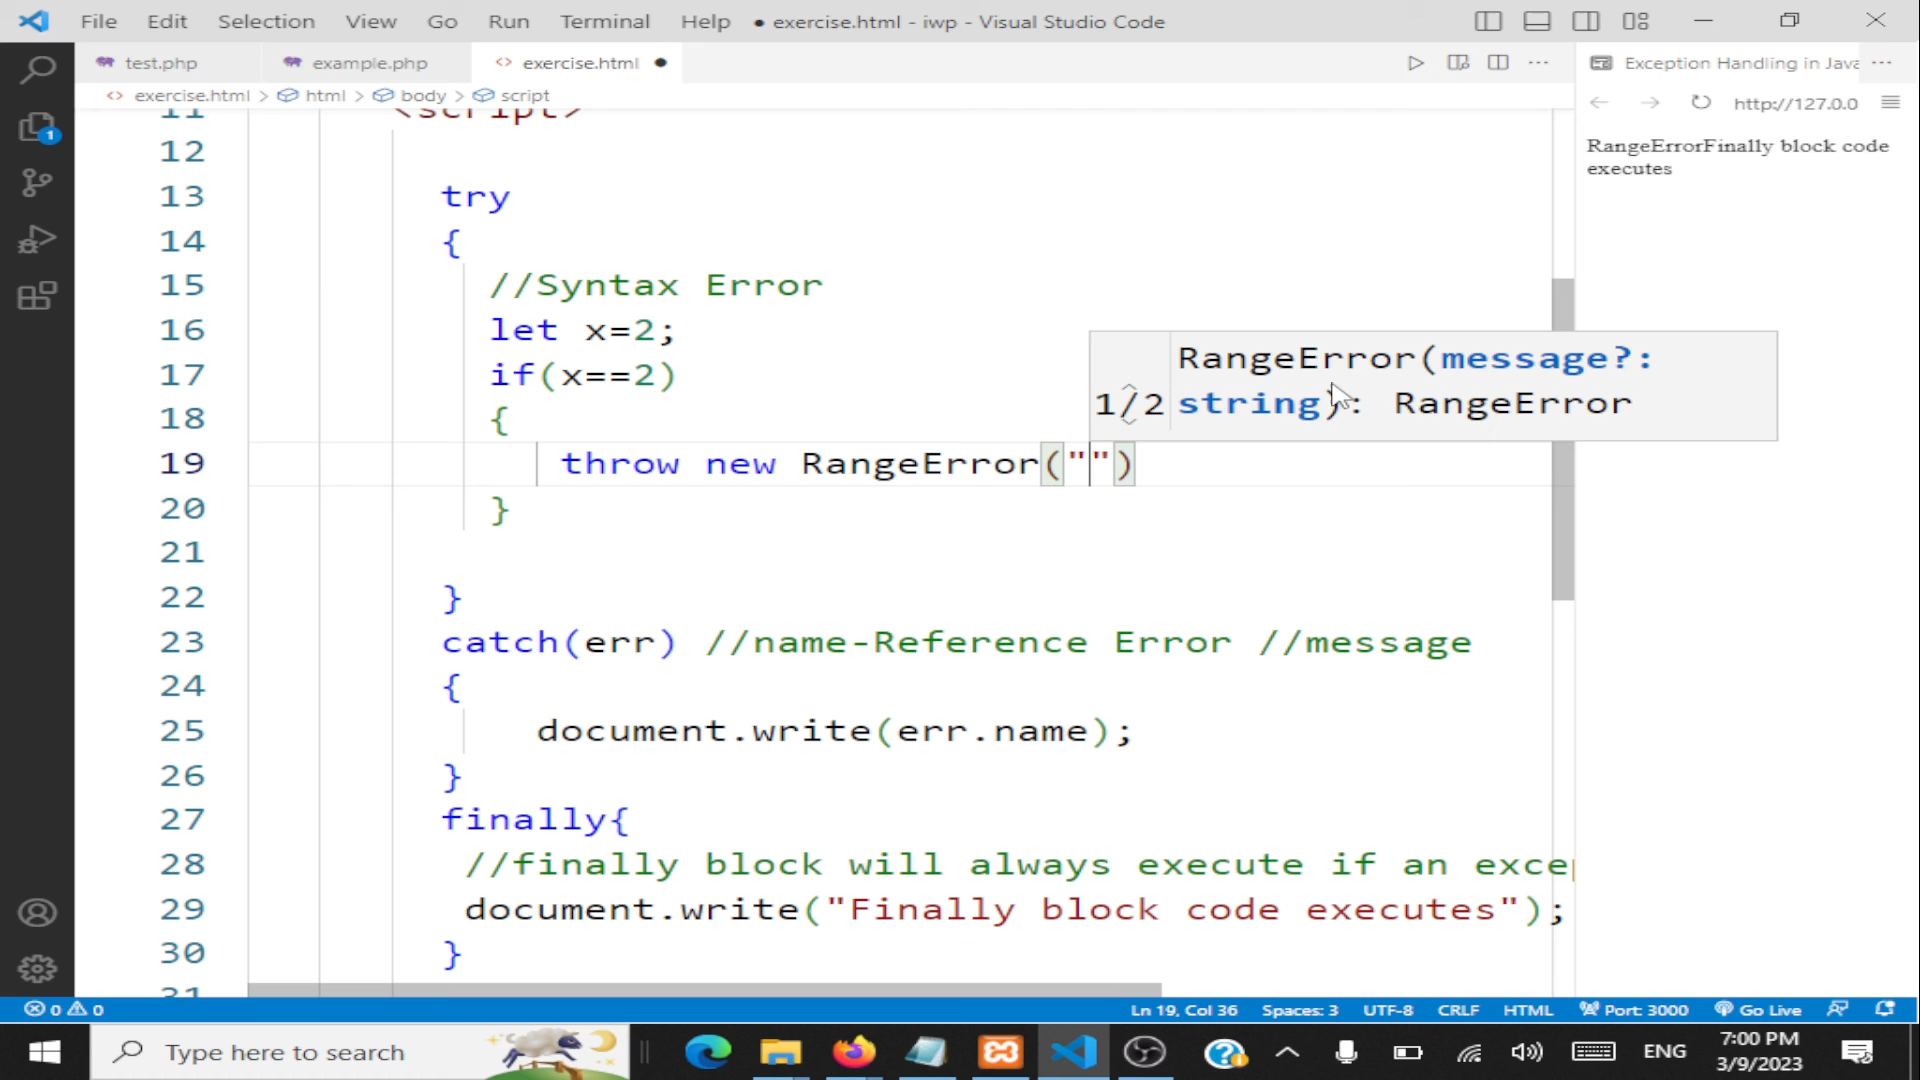 File Edit Selection View Go Run Terminal Help ● exercise.html - iwp - Visual Studio Code
test.php example.php <> exercise.html ●
Exception Handling in Java
<> exercise.html > html > body > script
http://127.0.0
RangeErrorFinally block code
executes
11 <script>
12
13 try
14 {
15 //Syntax Error
16 let x=2;
17 if(x==2)
18 {
RangeError(message?:
1/2 string): RangeError
19 throw new RangeError("")
20 }
21
22 }
23 catch(err) //name-Reference Error //message
24 {
25 document.write(err.name);
26 }
27 finally{
28 //finally block will always execute if an excep
29 document.write("Finally block code executes");
30 }
31
1
0 0
Ln 19, Col 36 Spaces: 3 UTF-8 CRLF HTML Port: 3000 Go Live
Type here to search
ENG
7:00 PM
3/9/2023